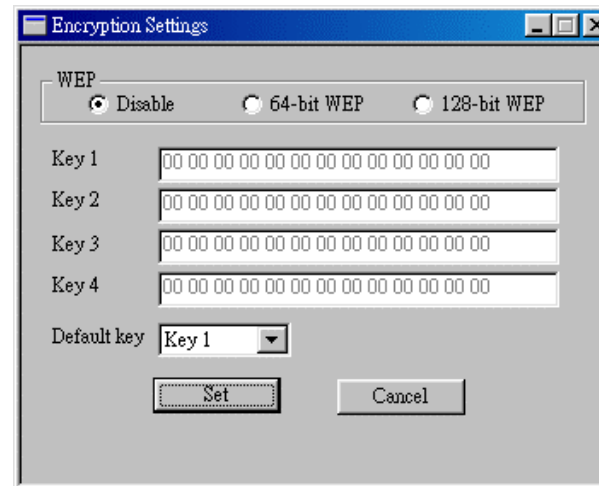 Encryption Settings
WEP
Disable 64-bit WEP 128-bit WEP
Key 1 00 00 00 00 00 00 00 00 00 00 00 00 00
Key 2 00 00 00 00 00 00 00 00 00 00 00 00 00
Key 3 00 00 00 00 00 00 00 00 00 00 00 00 00
Key 4 00 00 00 00 00 00 00 00 00 00 00 00 00
Default key Key 1
Set Cancel